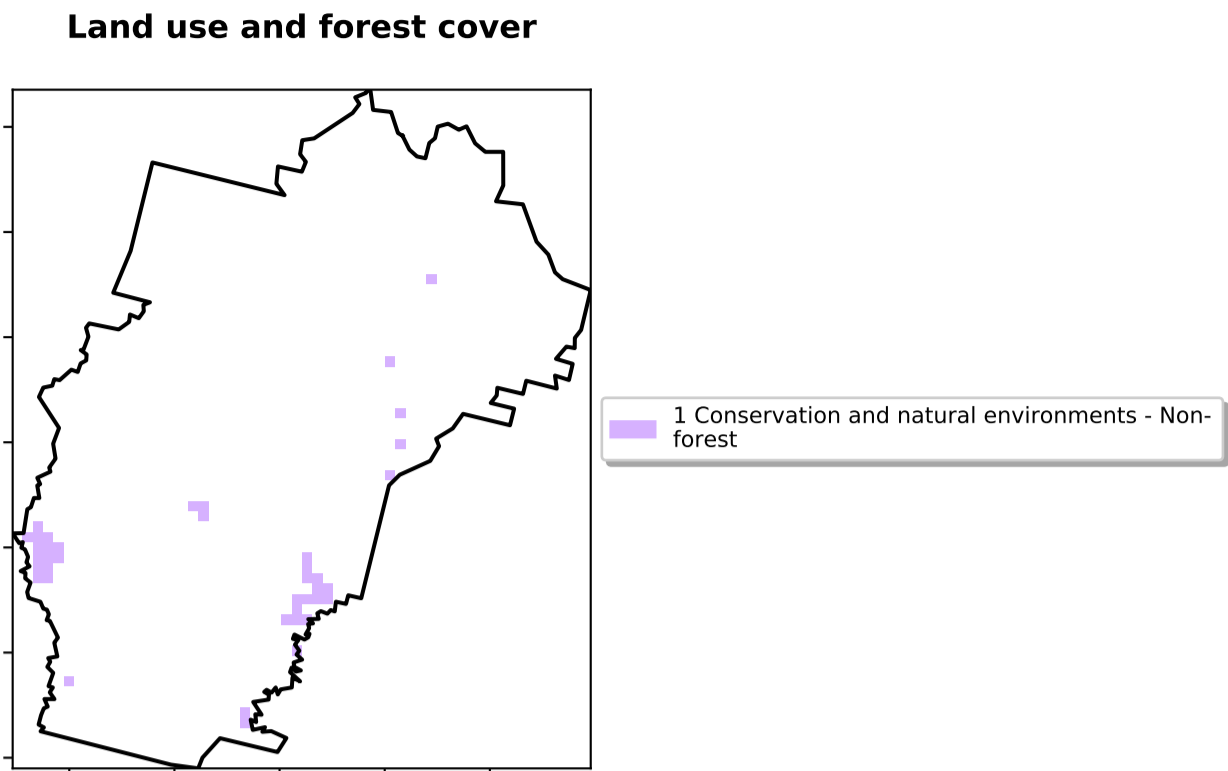 Land use and forest cover
1 Conservation and natural environments - Non-
forest